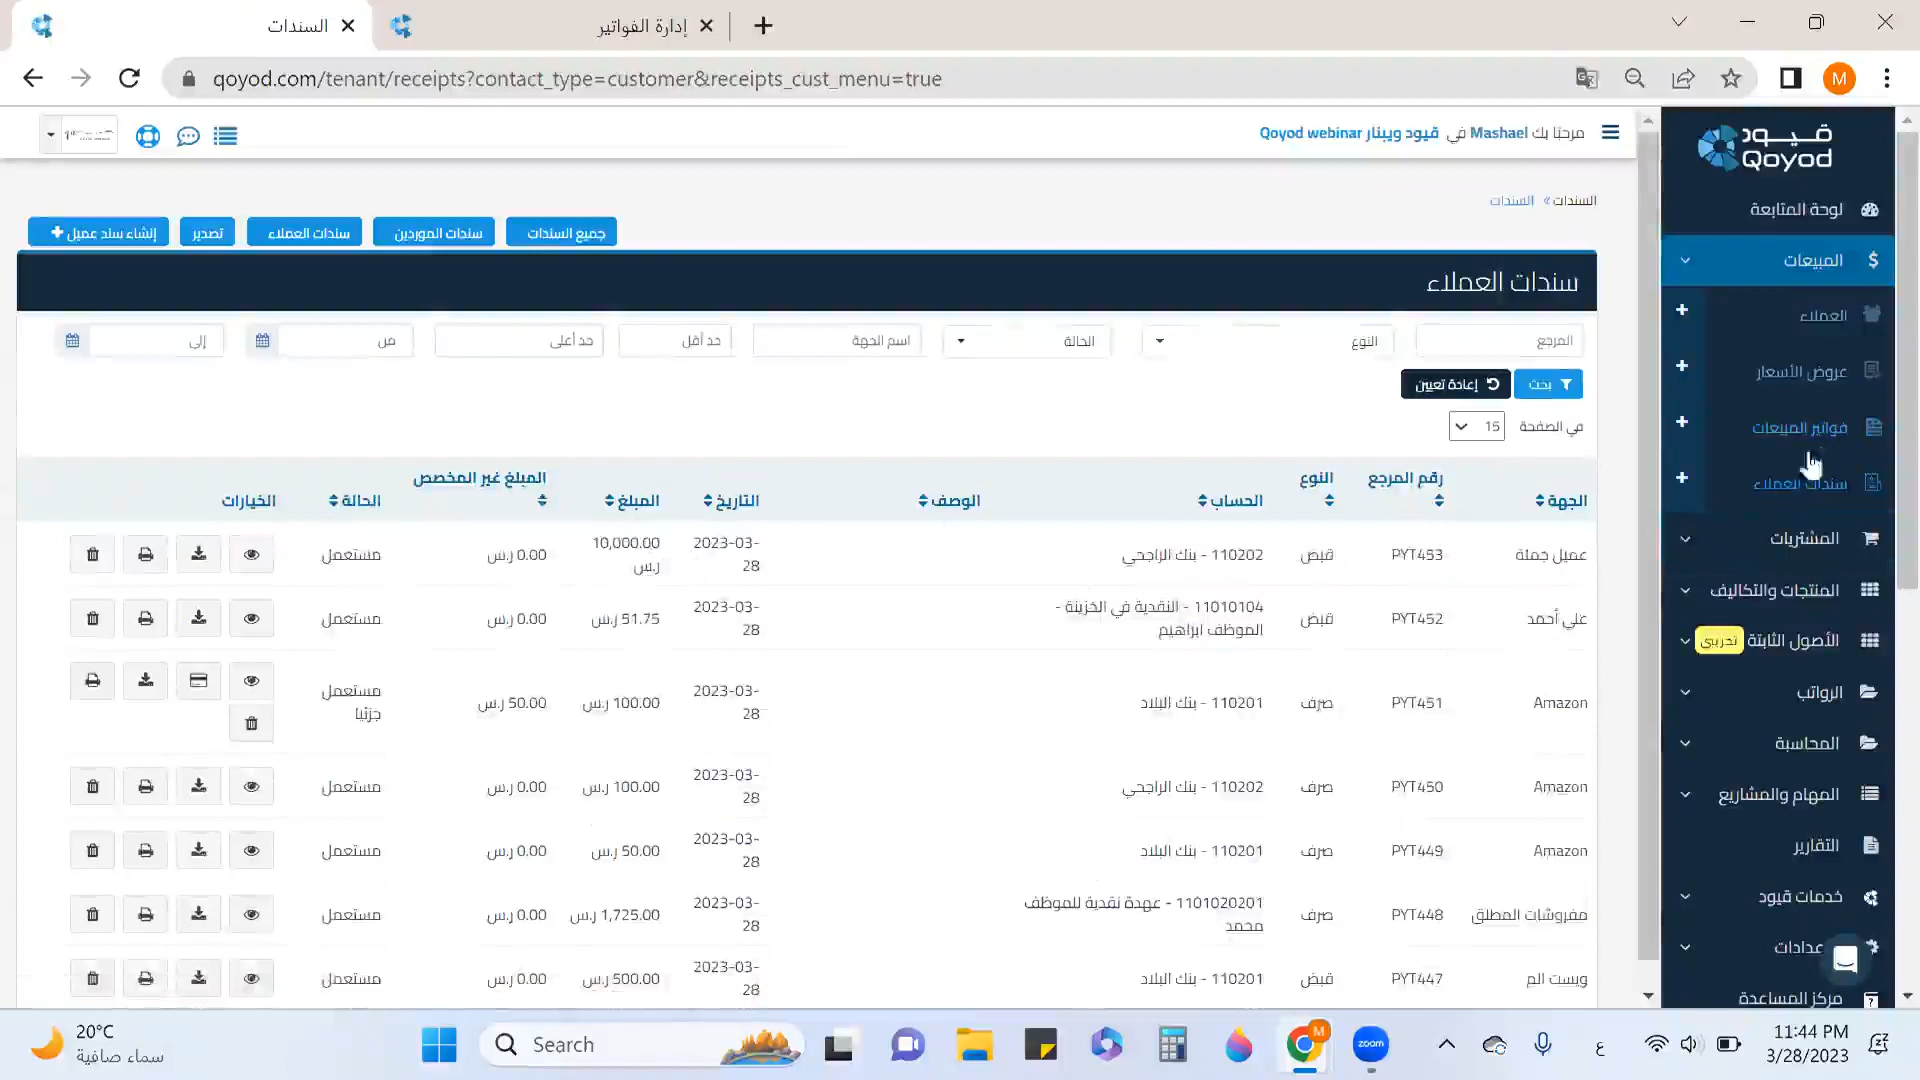 السندات
إدارة الفواتير
qoyod.com/tenant/receipts?contact_type=customer&receipts_cust_menu=true
M
مرحبًا بك Mashael في قيود ويبنار Qoyod webinar
قيود
Qoyod
السندات » السندات
جميع السندات
سندات الموردين
سندات العملاء
تصدير
إنشاء سند عميل +
سندات العملاء
المرجع
النوع
الحالة
اسم الجهة
حد أقل
حد أعلى
من
إلى
بحث
إعادة تعيين
في الصفحة 15
الجهة
رقم المرجع
النوع
الحساب
الوصف
التاريخ
المبلغ
المبلغ غير المخصص
الحالة
الخيارات
عميل جملة PYT453 قبض 110202 - بنك الراجحي 2023-03-28 10,000.00 ر.س 0.00 ر.س مستعمل
علي أحمد PYT452 قبض 11010104 - النقدية في الخزينة - الموظف ابراهيم 2023-03-28 51.75 ر.س 0.00 ر.س مستعمل
Amazon PYT451 صرف 110201 - بنك البلاد 2023-03-28 100.00 ر.س 50.00 ر.س مستعمل جزئيا
Amazon PYT450 صرف 110202 - بنك الراجحي 2023-03-28 100.00 ر.س 0.00 ر.س مستعمل
Amazon PYT449 صرف 110201 - بنك البلاد 2023-03-28 50.00 ر.س 0.00 ر.س مستعمل
مفروشات المطلق PYT448 صرف 1101020201 - عهدة نقدية للموظف محمد 2023-03-28 1,725.00 ر.س 0.00 ر.س مستعمل
ويست الم PYT447 قبض 110201 - بنك البلاد 2023-03-28 500.00 ر.س 0.00 ر.س مستعمل
لوحة المتابعة
المبيعات
العملاء
عروض الأسعار
فواتير المبيعات
سندات العملاء
المشتريات
المنتجات والتكاليف
الأصول الثابتة تجريبي
الرواتب
المحاسبة
المهام والمشاريع
التقارير
خدمات قيود
عدادات
مركز المساعدة
20°C
سماء صافية
Search
M
zoom
ع
11:44 PM
3/28/2023